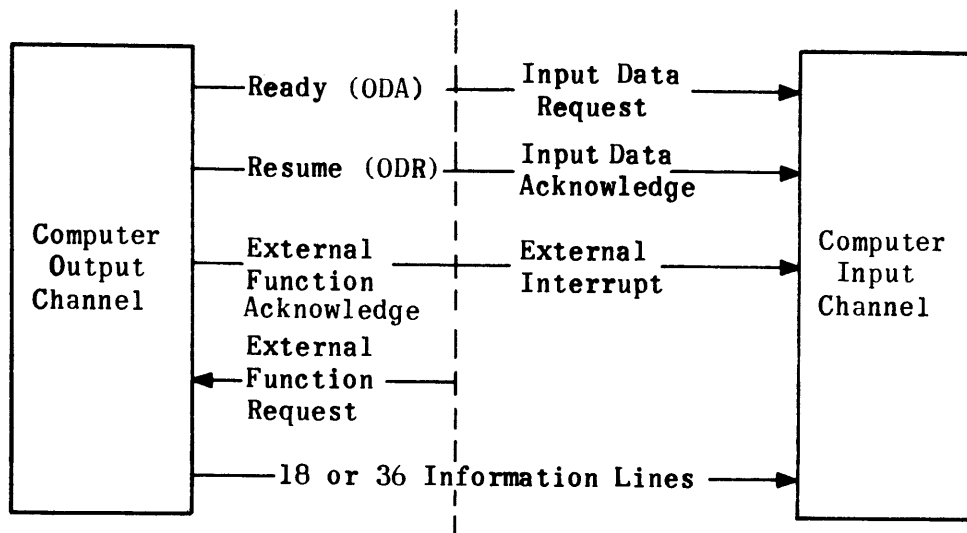 Ready (ODA)
Input Data
Request
Resume (ODR)
Input Data
Acknowledge
Computer
Output
Channel
External
Function
Acknowledge
External
Interrupt
Computer
Input
Channel
External
Function
Request
18 or 36 Information Lines